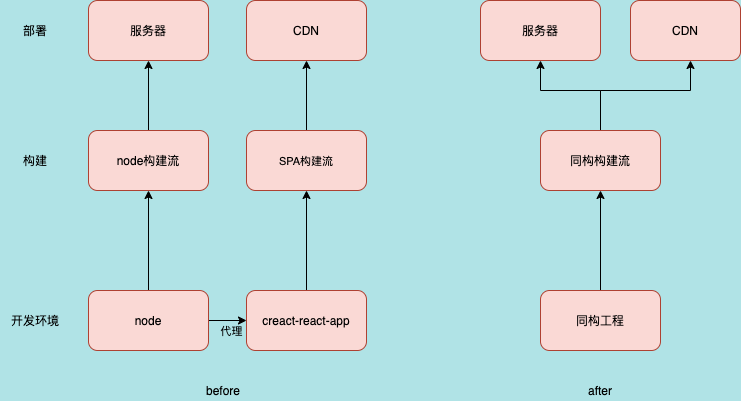 部署
服务器
CDN
服务器
CDN
构建
node构建流
SPA构建流
同构构建流
开发环境
node
代理
creact-react-app
同构工程
before
after